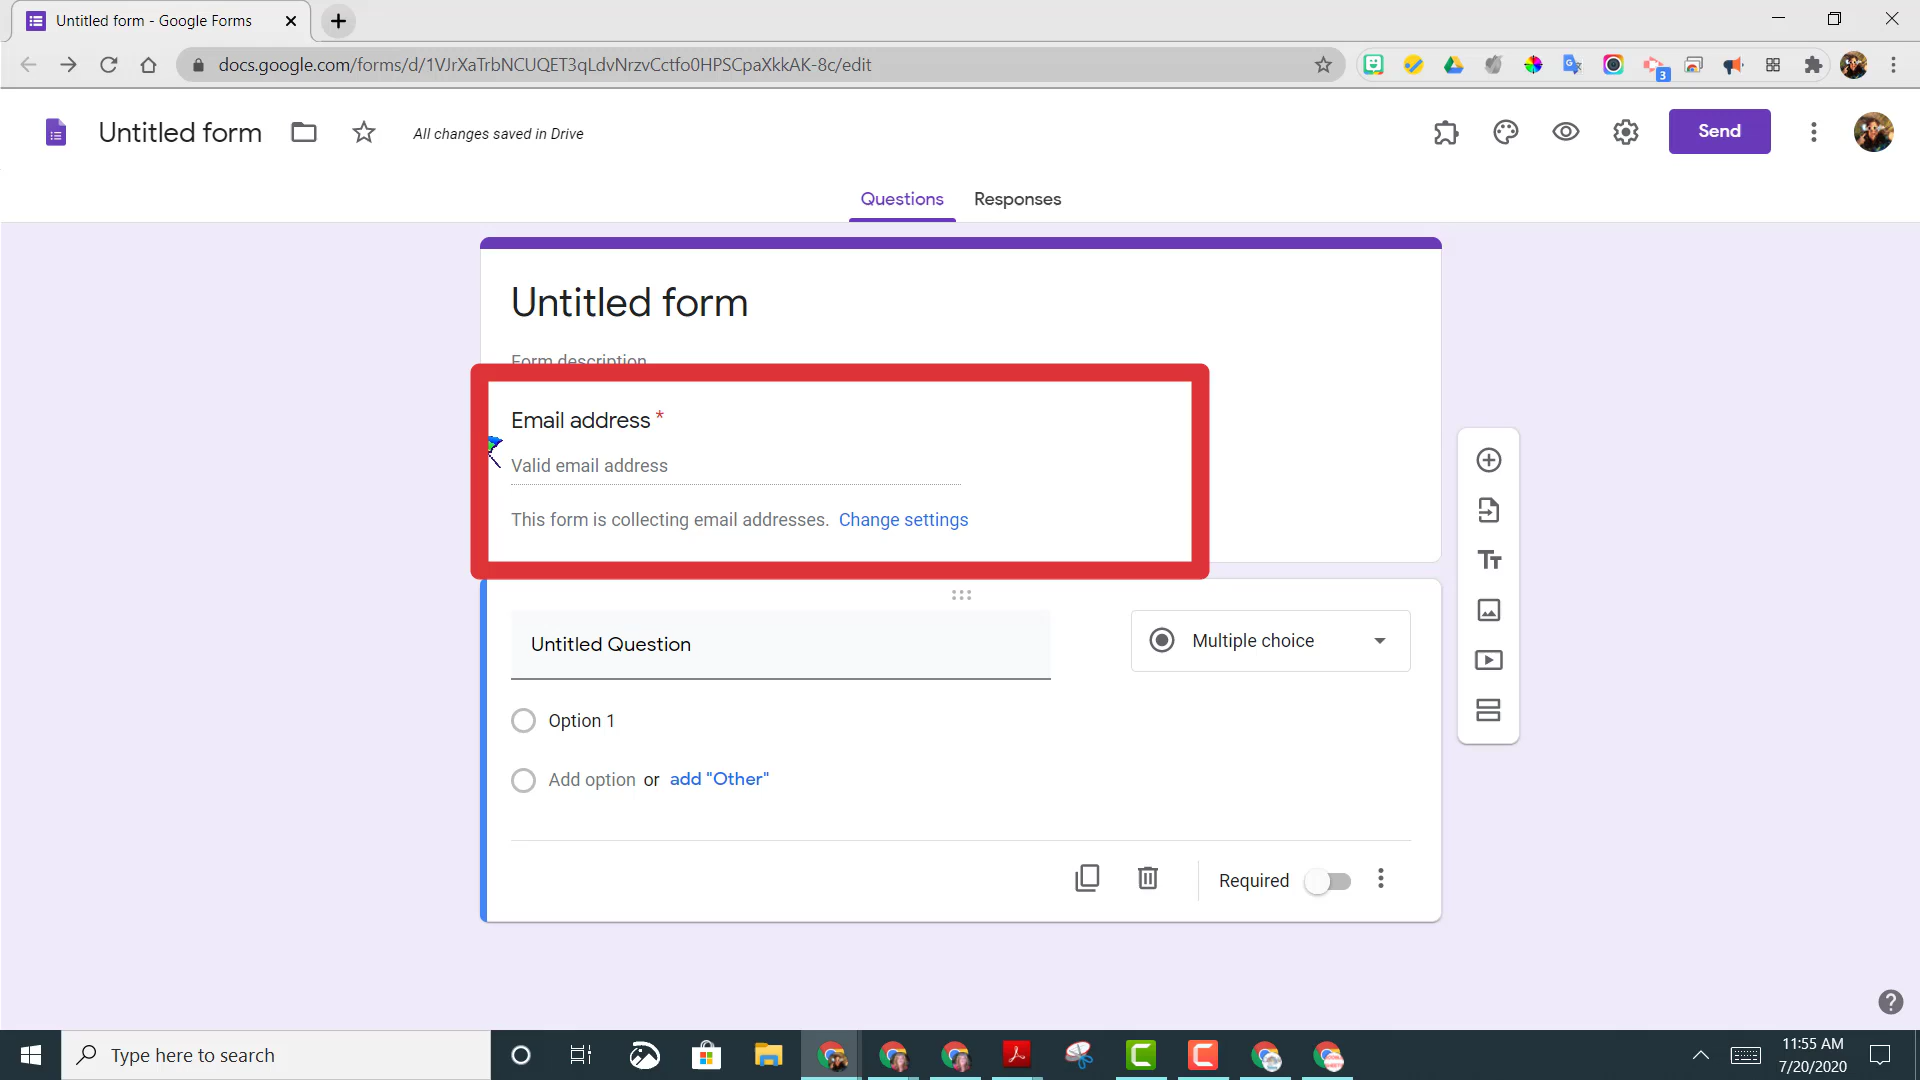 Untitled form - Google Forms
docs.google.com/forms/d/1VJrXaTrbNCUQET3qLdvNrzvCctfo0HPSCpaXkkAK-8c/edit
3
Untitled form
All changes saved in Drive
Send
Questions
Responses
Untitled form
Form description
Email address *
Valid email address
This form is collecting email addresses. Change settings
Untitled Question
Multiple choice
Option 1
Add option or add "Other"
Required
Type here to search
11:55 AM
7/20/2020